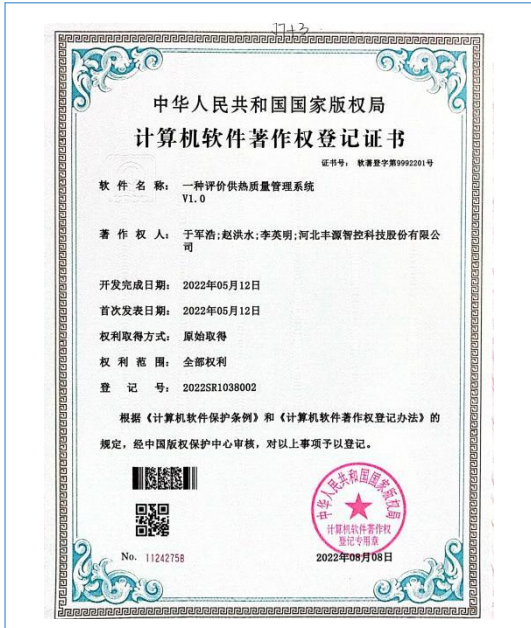 中华人民共和国国家版权局
计算机软件著作权登记证书
证书号： 软著登字第9992201号
软件名称： 一种评价供热质量管理系统
V1.0
著作权人： 于军浩;赵洪水;李英明;河北丰源智控科技股份有限公
司
开发完成日期： 2022年05月12日
首次发表日期： 2022年05月12日
权利取得方式： 原始取得
权利范围： 全部权利
登记号： 2022SR1038002
根据《计算机软件保护条例》和《计算机软件著作权登记办法》的
规定，经中国版权保护中心审核，对以上事项予以登记。
中华人民共和国国家版权局
计算机软件著作权
登记专用章
No. 11242758
2022年08月08日